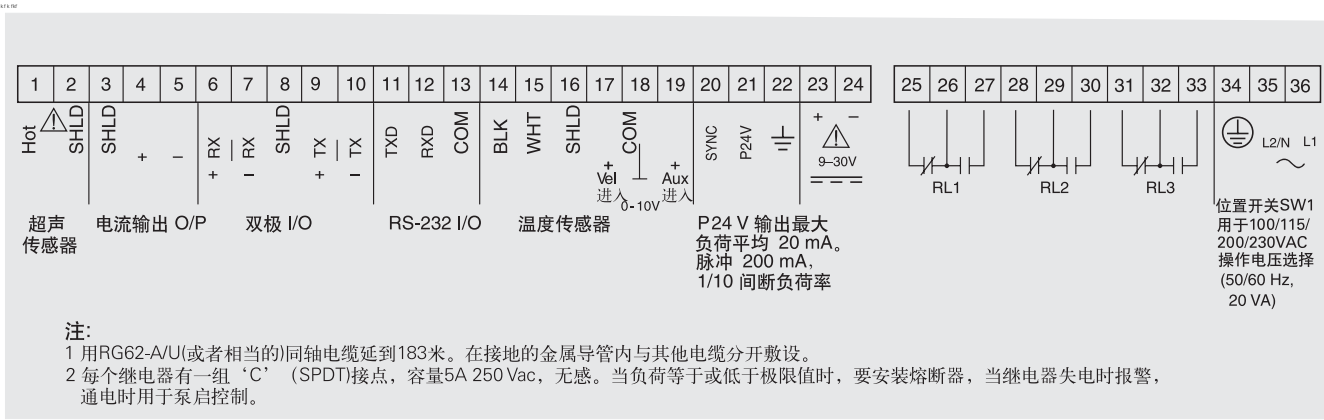 1 2 3 4 5 6 7 8 9 10 11 12 13 14 15 16 17 18 19 20 21 22 23 24 25 26 27 28 29 30 31 32 33 34 35 36
Hot SHLD SHLD + − RX RX SHLD TX TX TXD RXD COM BLK WHT SHLD COM SYNC P24V + −
+ − + −
9–30V
L2/N L1
+ Vel 进入
0-10V
+ Aux 进入
RL1 RL2 RL3
超声
传感器
电流输出 O/P
双极 I/O
RS-232 I/O
温度传感器
P24 V 输出最大
负荷平均 20 mA。
脉冲 200 mA,
1/10 间断负荷率
位置开关SW1
用于100/115/
200/230VAC
操作电压选择
(50/60 Hz,
20 VA)
注:
1 用RG62-A/U(或者相当的)同轴电缆延到183米。在接地的金属导管内与其他电缆分开敷设。
2 每个继电器有一组‘C’ (SPDT)接点，容量5A 250 Vac，无感。当负荷等于或低于极限值时，要安装熔断器，当继电器失电时报警，
通电时用于泵启控制。